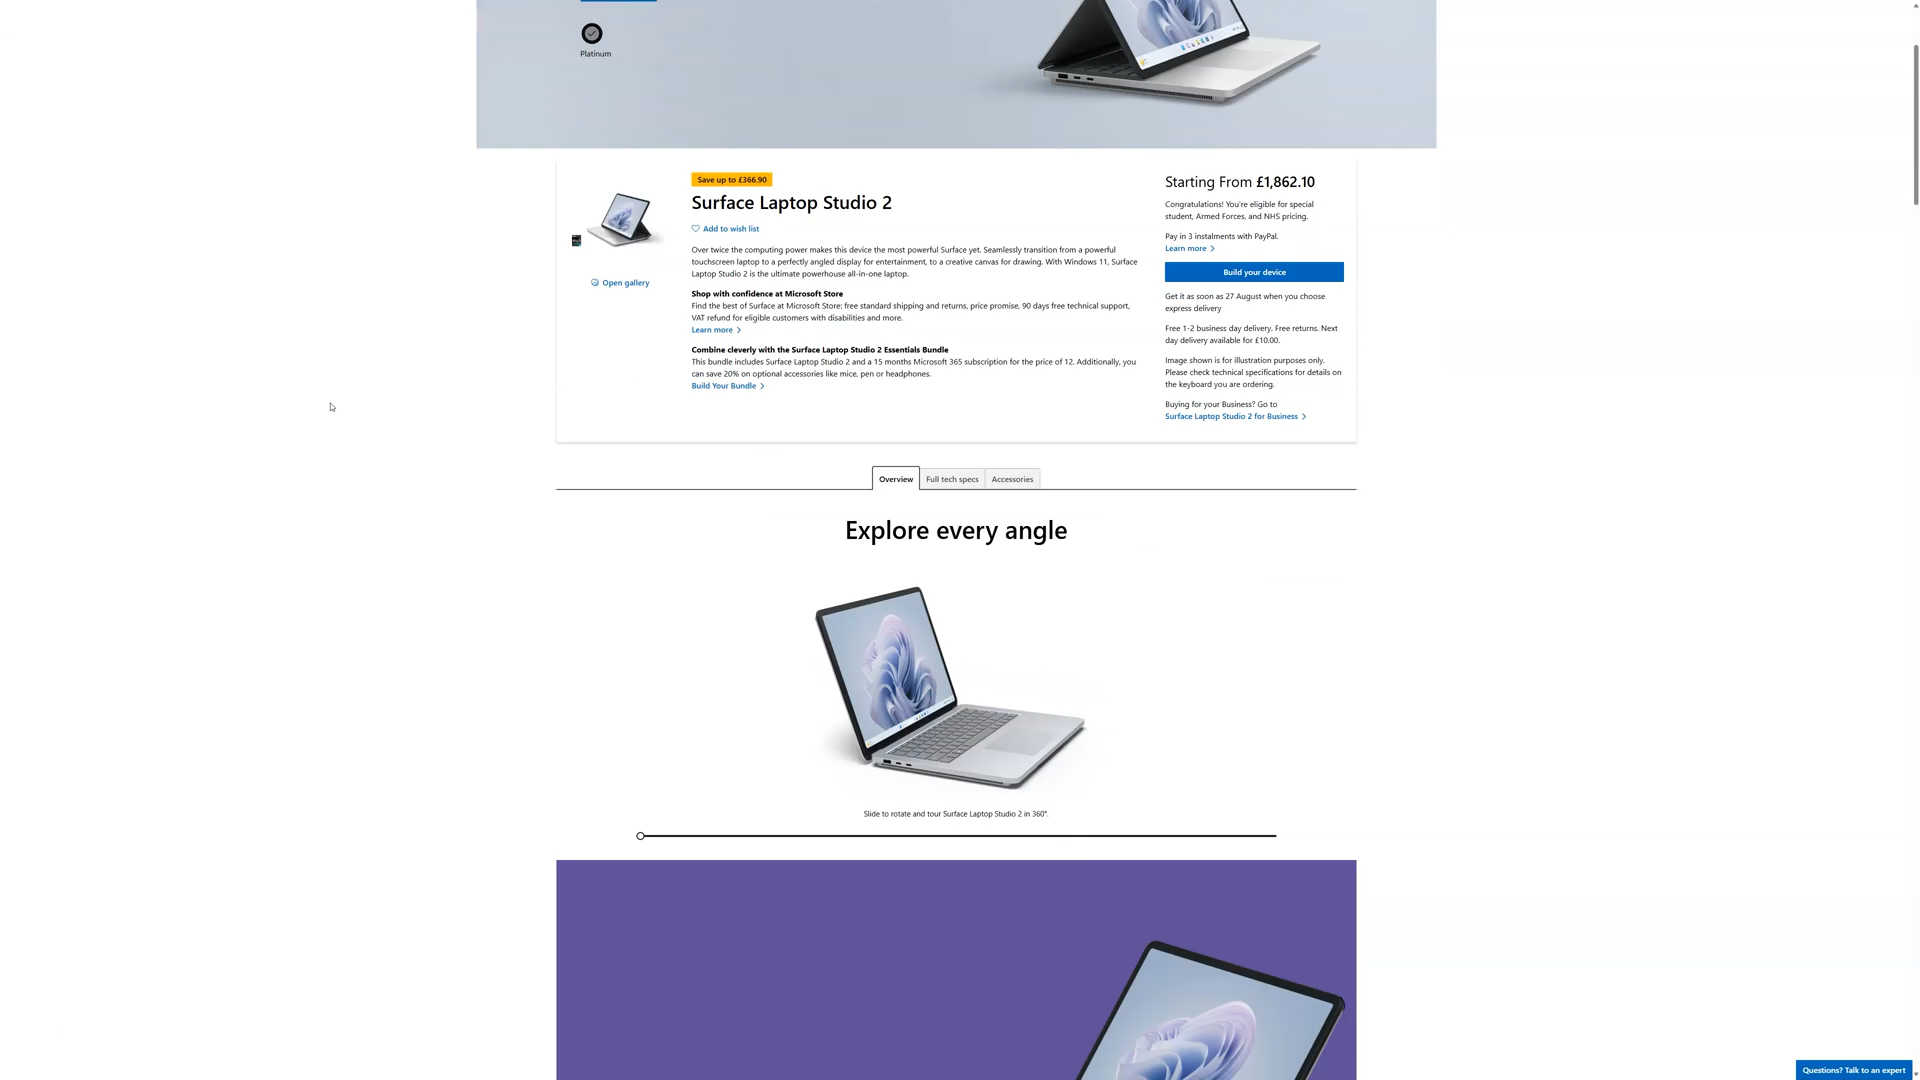 Platinum
Save up to £366.90
Surface Laptop Studio 2
Add to wish list
Over twice the computing power makes this device the most powerful Surface yet. Seamlessly transition from a powerful
touchscreen laptop to a perfectly angled display for entertainment, to a creative canvas for drawing. With Windows 11, Surface
Laptop Studio 2 is the ultimate powerhouse all-in-one laptop.
Open gallery
Shop with confidence at Microsoft Store
Find the best of Surface at Microsoft Store: free standard shipping and returns, price promise, 90 days free technical support,
VAT refund for eligible customers with disabilities and more.
Learn more
Combine cleverly with the Surface Laptop Studio 2 Essentials Bundle
This bundle includes Surface Laptop Studio 2 and a 15 months Microsoft 365 subscription for the price of 12. Additionally, you
can save 20% on optional accessories like mice, pen or headphones.
Build Your Bundle
Starting From £1,862.10
Congratulations! You're eligible for special
student, Armed Forces, and NHS pricing.
Pay in 3 instalments with PayPal.
Learn more
Build your device
Get it as soon as 27 August when you choose
express delivery
Free 1-2 business day delivery. Free returns. Next
day delivery available for £10.00.
Image shown is for illustration purposes only.
Please check technical specifications for details on
the keyboard you are ordering.
Buying for your Business? Go to
Surface Laptop Studio 2 for Business
Overview
Full tech specs
Accessories
Explore every angle
Slide to rotate and tour Surface Laptop Studio 2 in 360°.
Questions? Talk to an expert